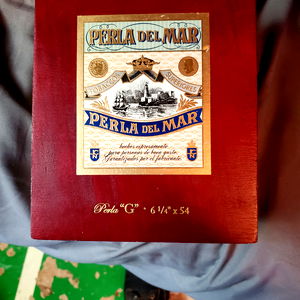 PERLA DEL MAR
PERLA DEL MAR
hechos expresamente
para personas de buen gusto.
Garantizados por el fabricante.
Perla "G" • 6 1/4" x 54